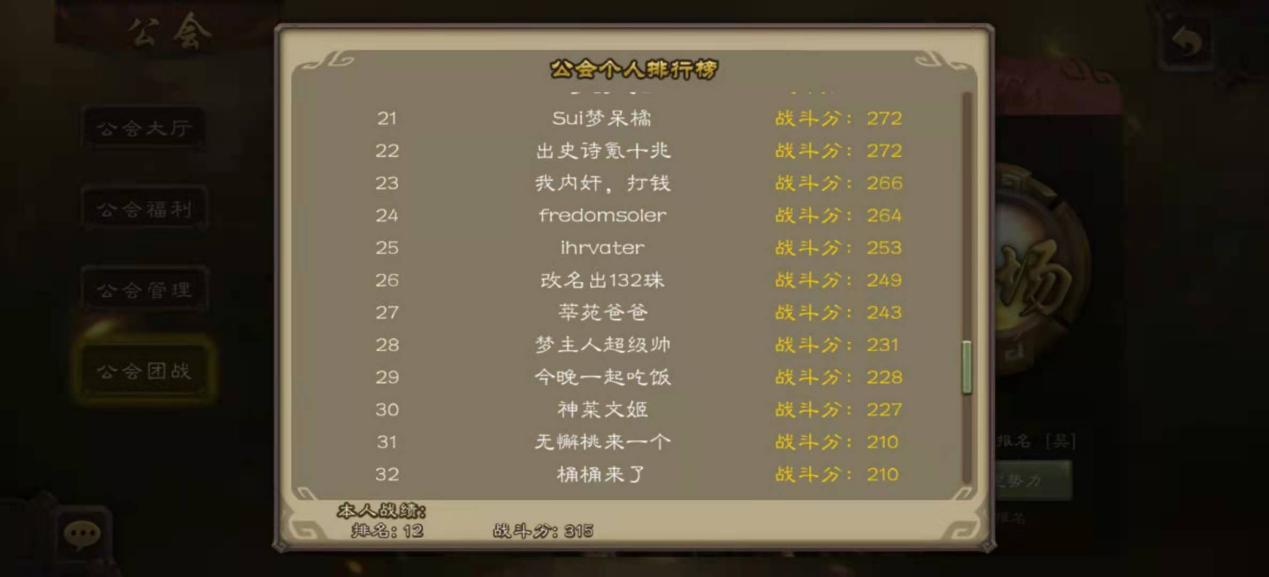 公会
公会个人排行榜
21 Sui梦呆橘 战斗分: 272
22 出史诗氪十兆 战斗分: 272
23 我内奸，打钱 战斗分: 266
24 fredomsoler 战斗分: 264
25 ihrvater 战斗分: 253
26 改名出132珠 战斗分: 249
27 莘苑爸爸 战斗分: 243
28 梦主人超级帅 战斗分: 231
29 今晚一起吃饭 战斗分: 228
30 神菜文姬 战斗分: 227
31 无懈桃来一个 战斗分: 210
32 桶桶来了 战斗分: 210
本人战绩:
排名: 12 战斗分: 315
公会大厅
公会福利
公会管理
公会团战
场
报名 [吴]
势力
报名